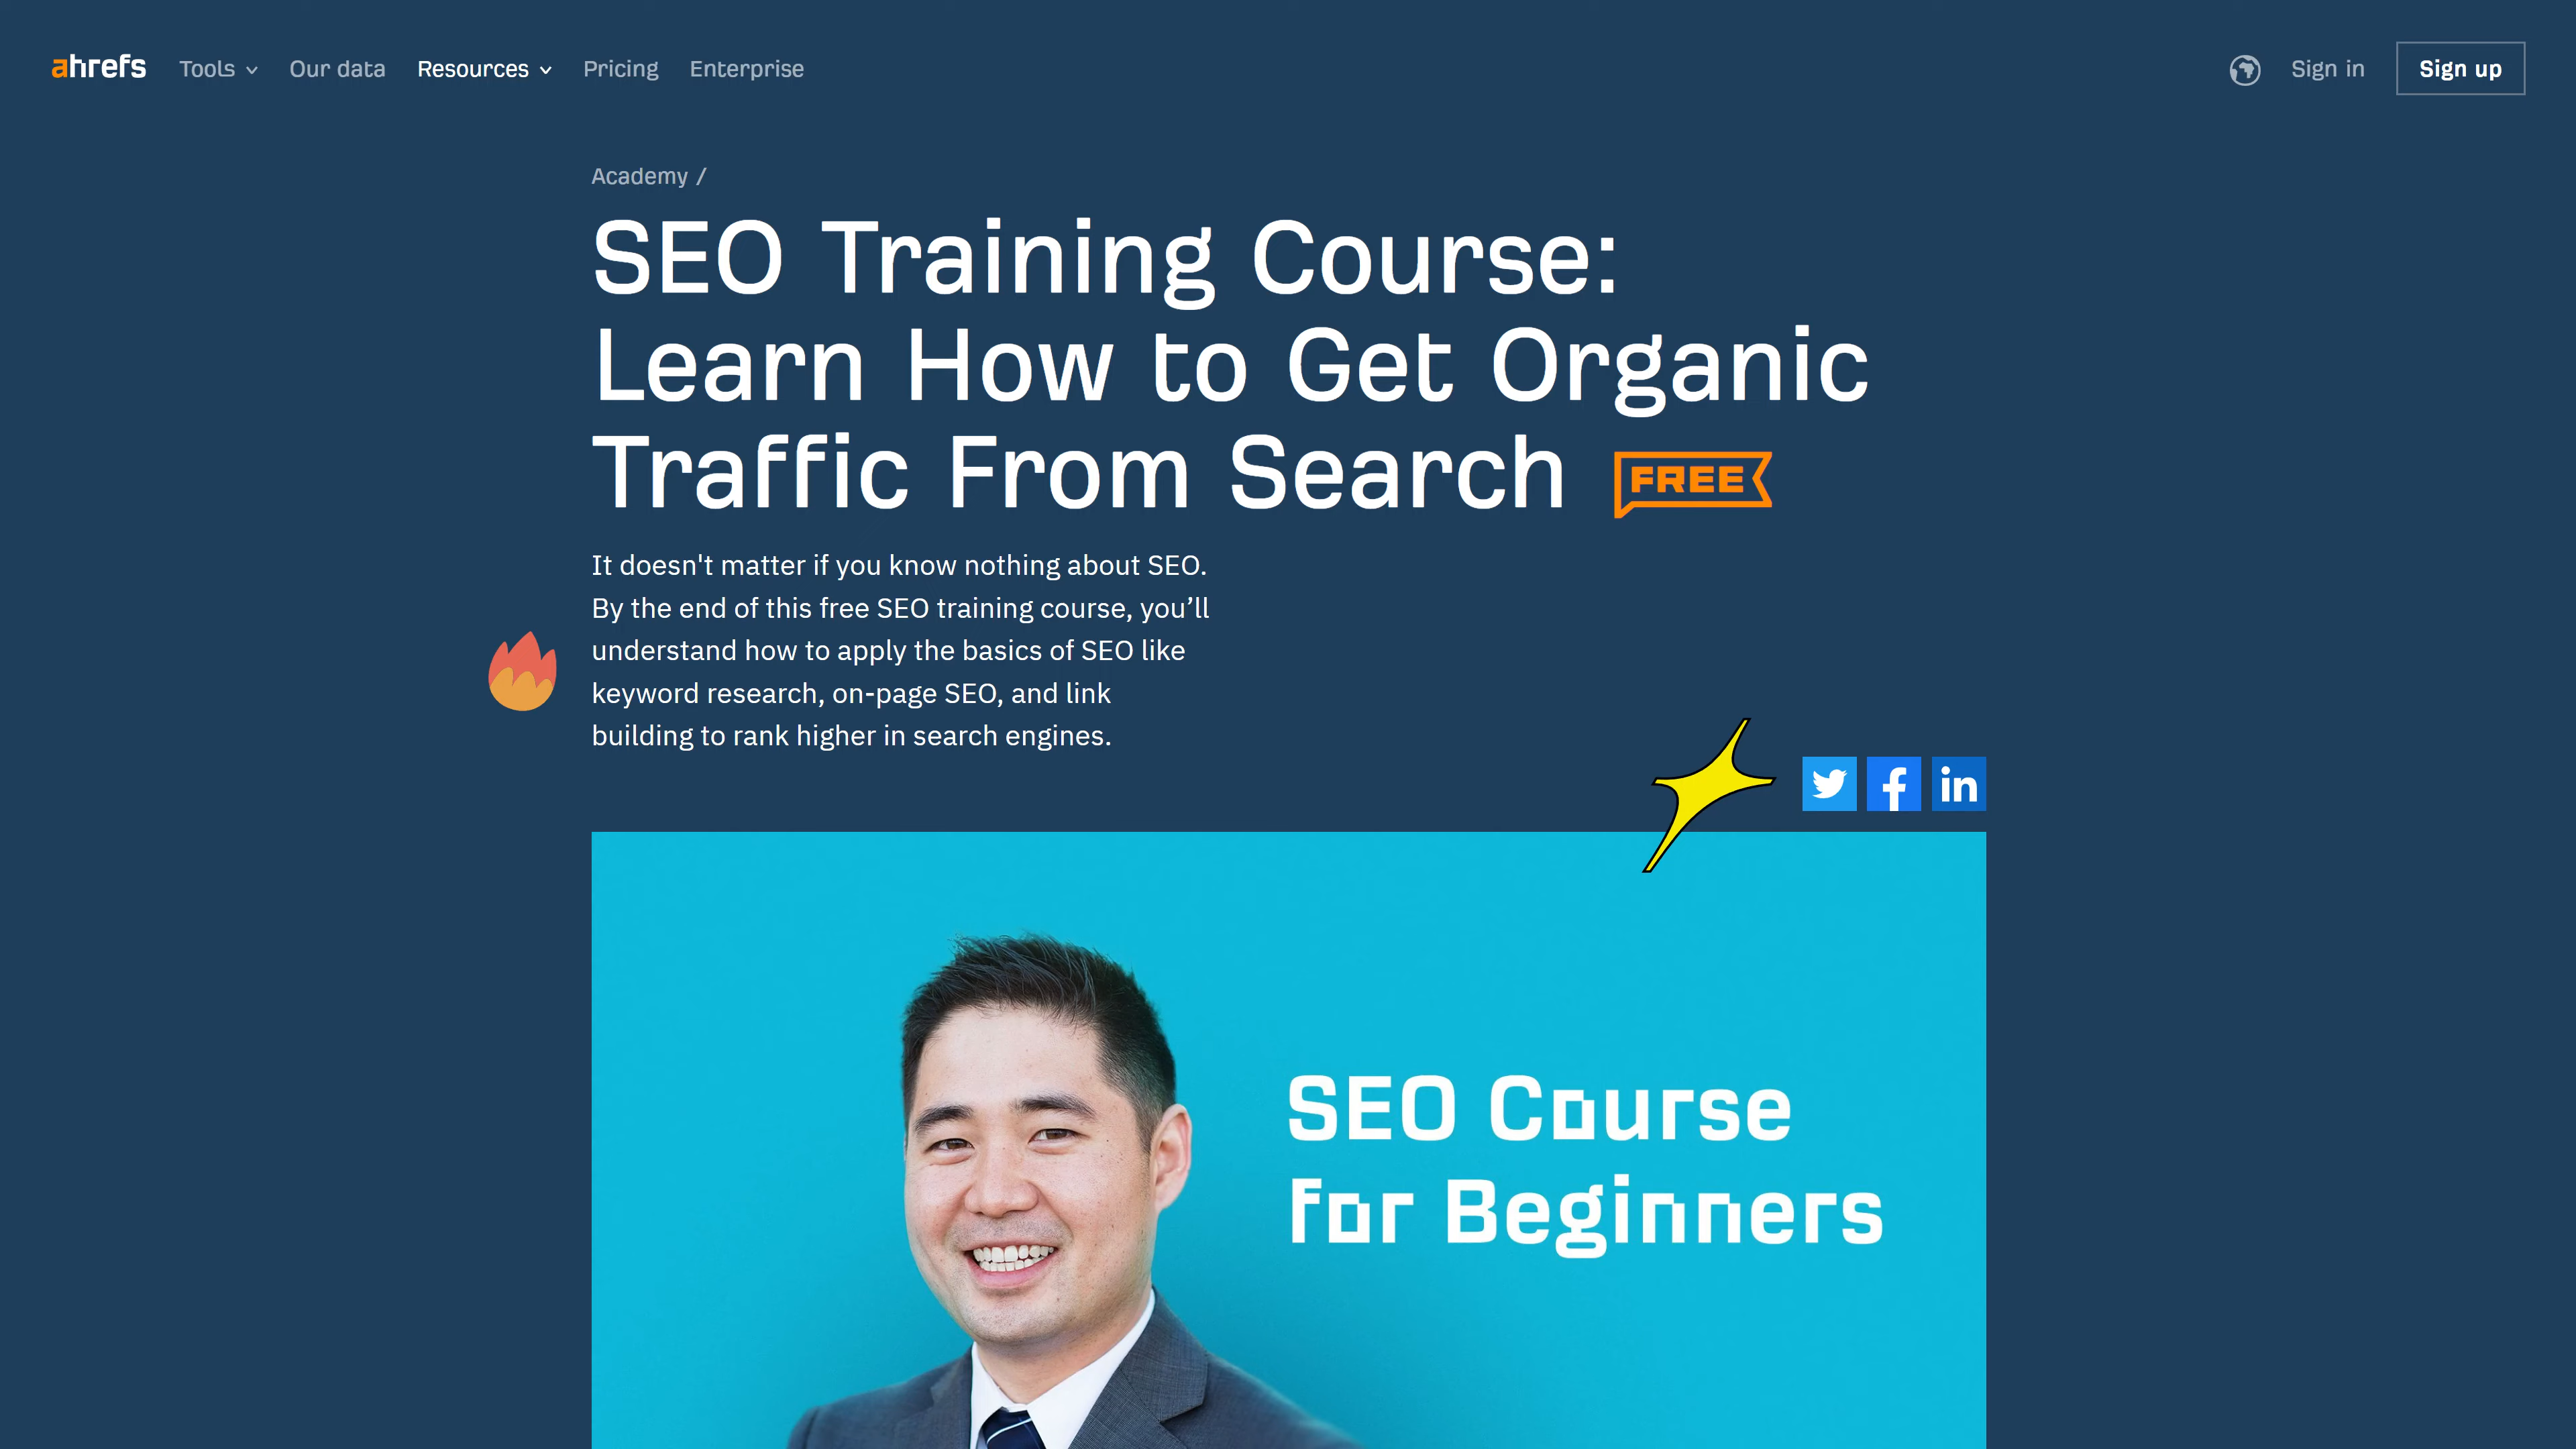 ahrefs Tools Our data Resources Pricing Enterprise Sign in Sign up
Academy /
SEO Training Course:
Learn How to Get Organic
Traffic From Search FREE
It doesn't matter if you know nothing about SEO.
By the end of this free SEO training course, you’ll
understand how to apply the basics of SEO like
keyword research, on-page SEO, and link
building to rank higher in search engines.
in
SEO Course
for Beginners